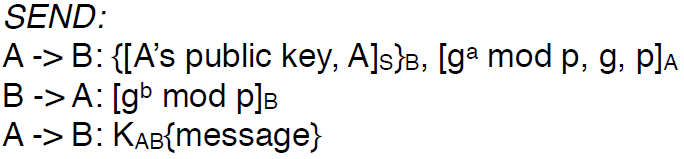 SEND:
A -> B: {[A’s public key, A]S}B, [gᵃ mod p, g, p]A
B -> A: [gᵇ mod p]B
A -> B: KAB{message}